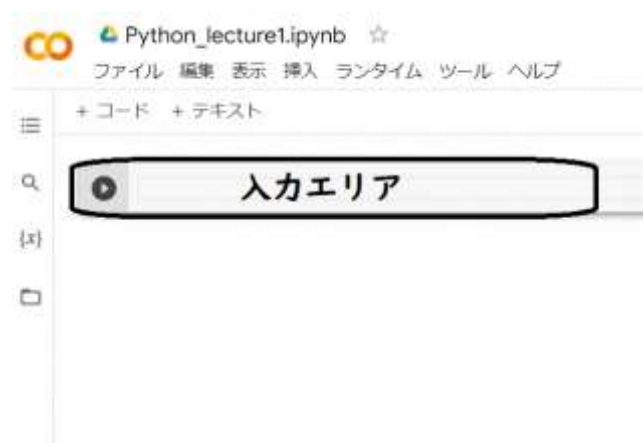 CO Python_lecture1.ipynb
ファイル 編集 表示 挿入 ランタイム ツール ヘルプ
+ コード + テキスト
入力エリア
{x}